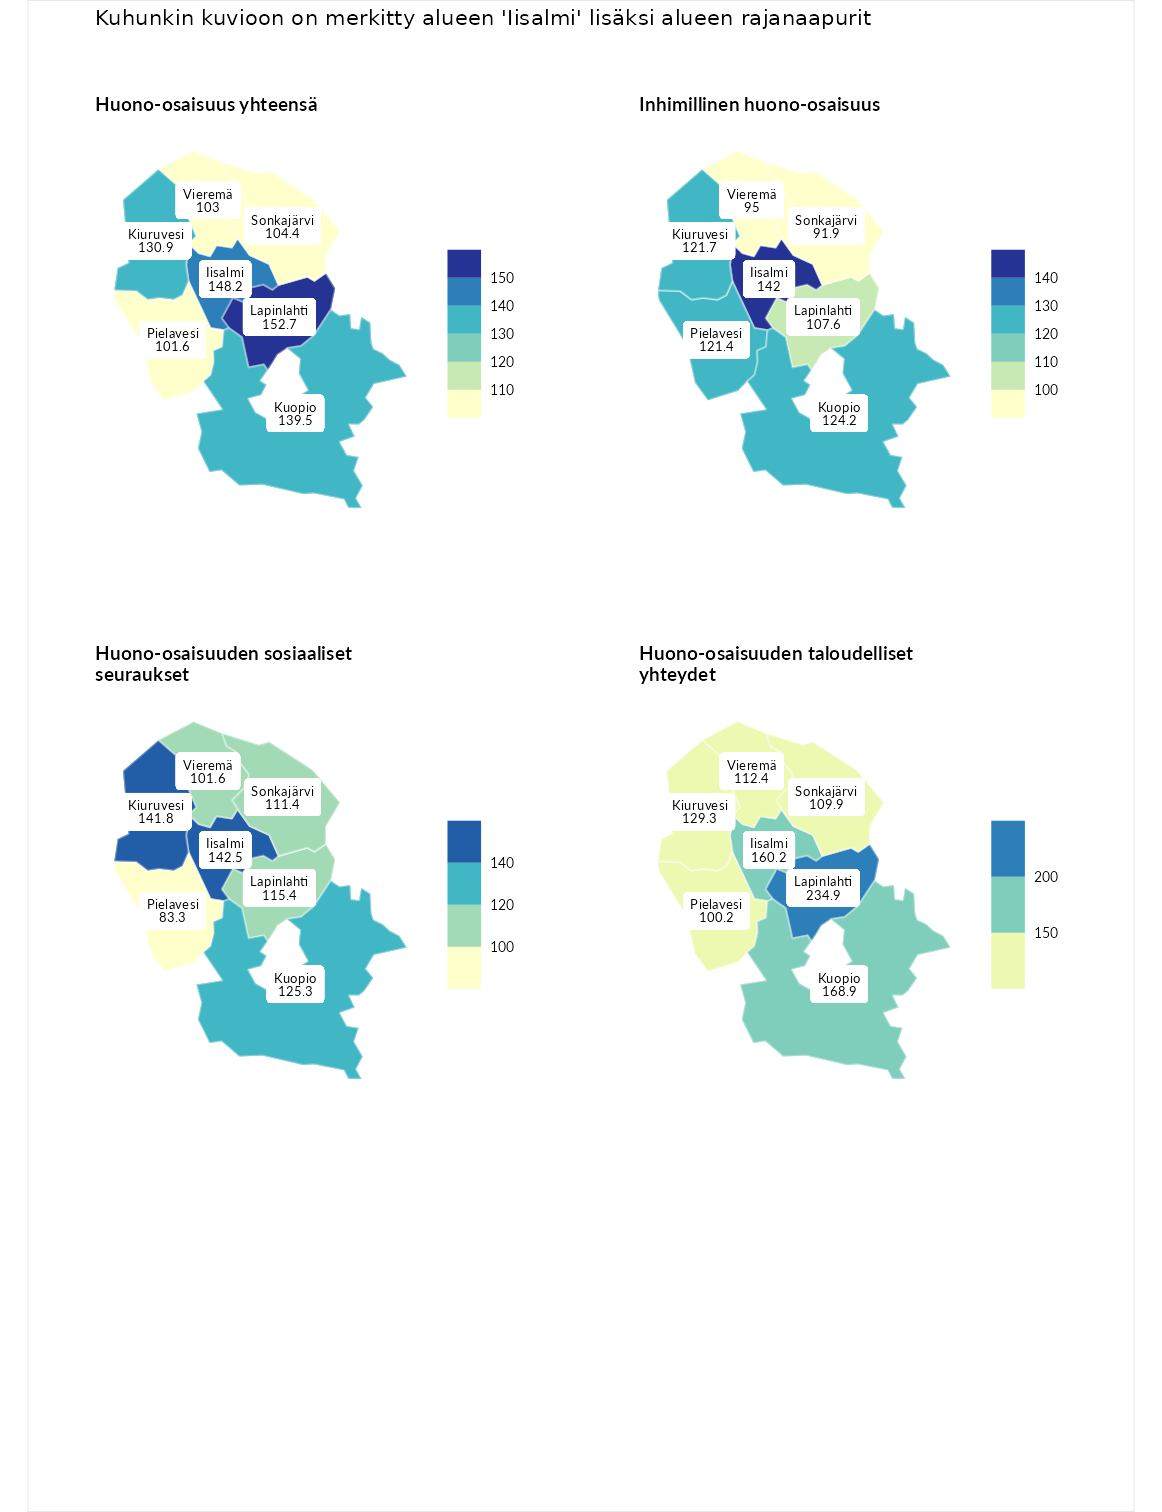 Kuhunkin kuvioon on merkitty alueen 'Iisalmi' lisäksi alueen rajanaapurit
Huono-osaisuus yhteensä
Vieremä
103
Sonkajärvi
104.4
Kiuruvesi
130.9
Iisalmi
148.2
Lapinlahti
152.7
Pielavesi
101.6
Kuopio
139.5
150
140
130
120
110
Inhimillinen huono-osaisuus
Vieremä
95
Sonkajärvi
91.9
Kiuruvesi
121.7
Iisalmi
142
Lapinlahti
107.6
Pielavesi
121.4
Kuopio
124.2
140
130
120
110
100
Huono-osaisuuden sosiaaliset
seuraukset
Vieremä
101.6
Sonkajärvi
111.4
Kiuruvesi
141.8
Iisalmi
142.5
Lapinlahti
115.4
Pielavesi
83.3
Kuopio
125.3
140
120
100
Huono-osaisuuden taloudelliset
yhteydet
Vieremä
112.4
Sonkajärvi
109.9
Kiuruvesi
129.3
Iisalmi
160.2
Lapinlahti
234.9
Pielavesi
100.2
Kuopio
168.9
200
150